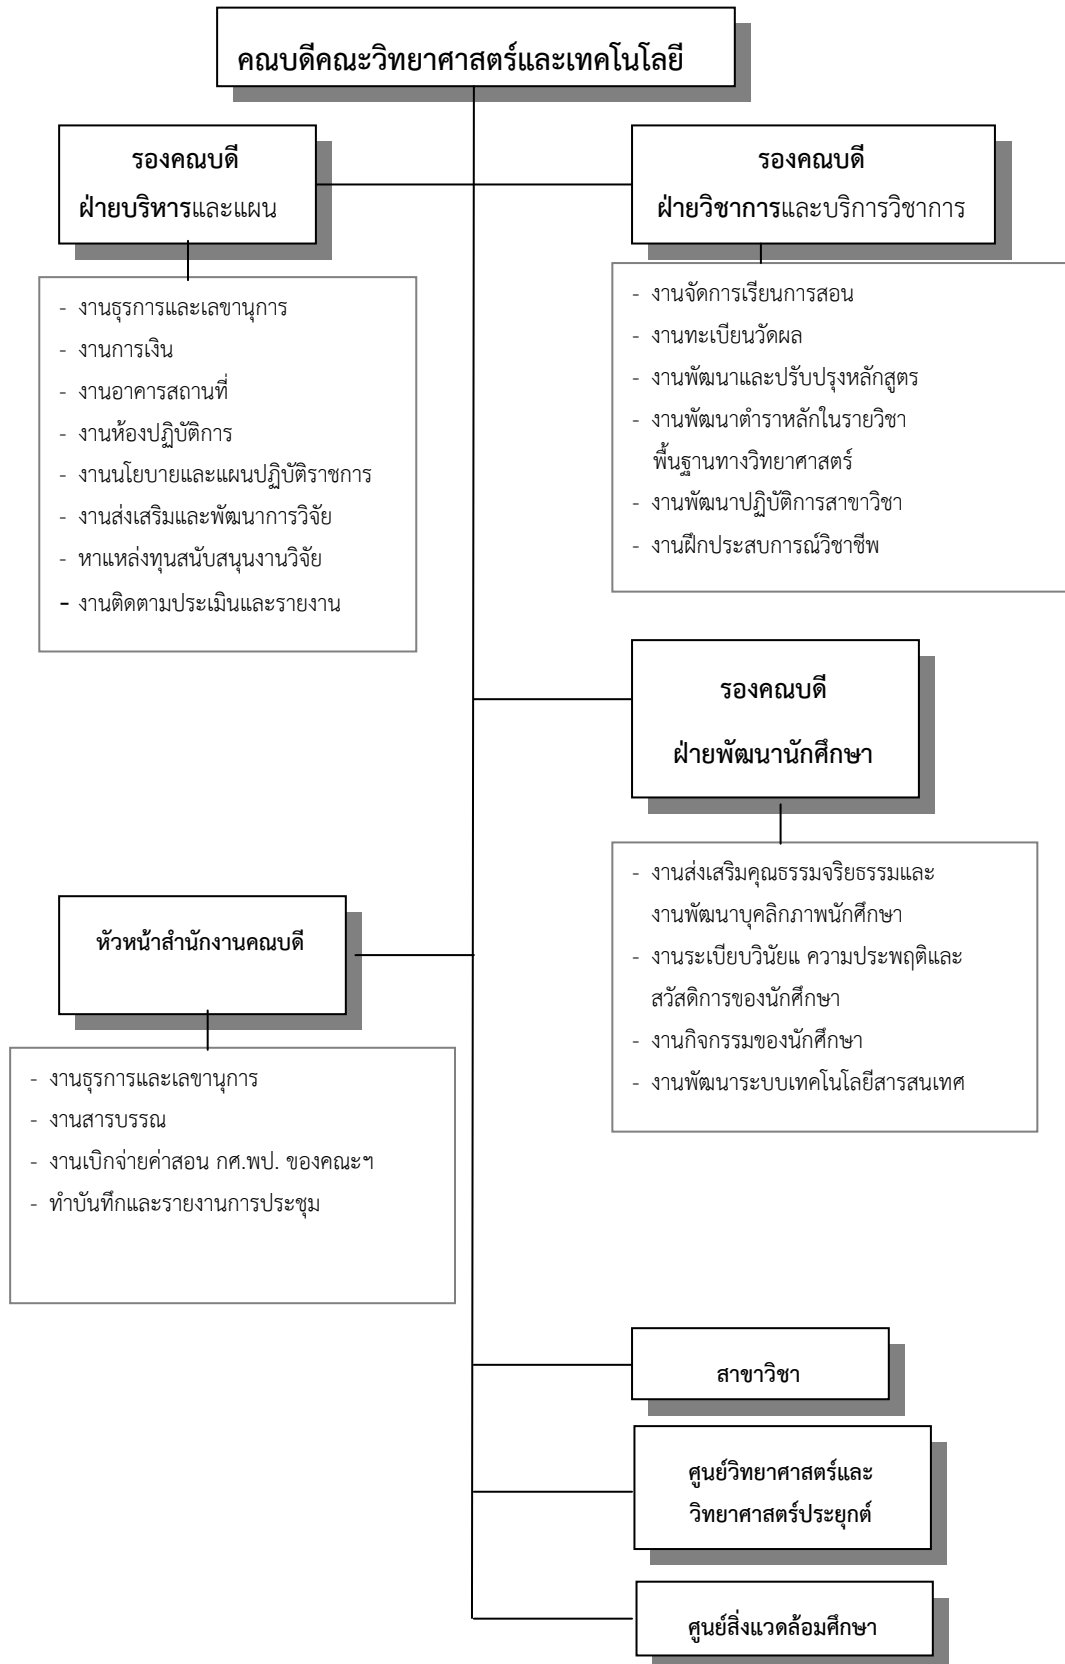 คณบดีคณะวิทยาศาสตร์และเทคโนโลยี
รองคณบดี
ฝ่ายบริหารและแผน
- งานธุรการและเลขานุการ
- งานการเงิน
- งานอาคารสถานที่
- งานห้องปฏิบัติการ
- งานนโยบายและแผนปฏิบัติราชการ
- งานส่งเสริมและพัฒนาการวิจัย
- หาแหล่งทุนสนับสนุนงานวิจัย
- งานติดตามประเมินและรายงาน
รองคณบดี
ฝ่ายวิชาการและบริการวิชาการ
- งานจัดการเรียนการสอน
- งานทะเบียนวัดผล
- งานพัฒนาและปรับปรุงหลักสูตร
- งานพัฒนาตำราหลักในรายวิชา
พื้นฐานทางวิทยาศาสตร์
- งานพัฒนาปฏิบัติการสาขาวิชา
- งานฝึกประสบการณ์วิชาชีพ
รองคณบดี
ฝ่ายพัฒนานักศึกษา
- งานส่งเสริมคุณธรรมจริยธรรมและ
งานพัฒนาบุคลิกภาพนักศึกษา
- งานระเบียบวินัยแ ความประพฤติและ
สวัสดิการของนักศึกษา
- งานกิจกรรมของนักศึกษา
- งานพัฒนาระบบเทคโนโลยีสารสนเทศ
หัวหน้าสำนักงานคณบดี
- งานธุรการและเลขานุการ
- งานสารบรรณ
- งานเบิกจ่ายค่าสอน กศ.พป. ของคณะฯ
- ทำบันทึกและรายงานการประชุม
สาขาวิชา
ศูนย์วิทยาศาสตร์และ
วิทยาศาสตร์ประยุกต์
ศูนย์สิ่งแวดล้อมศึกษา